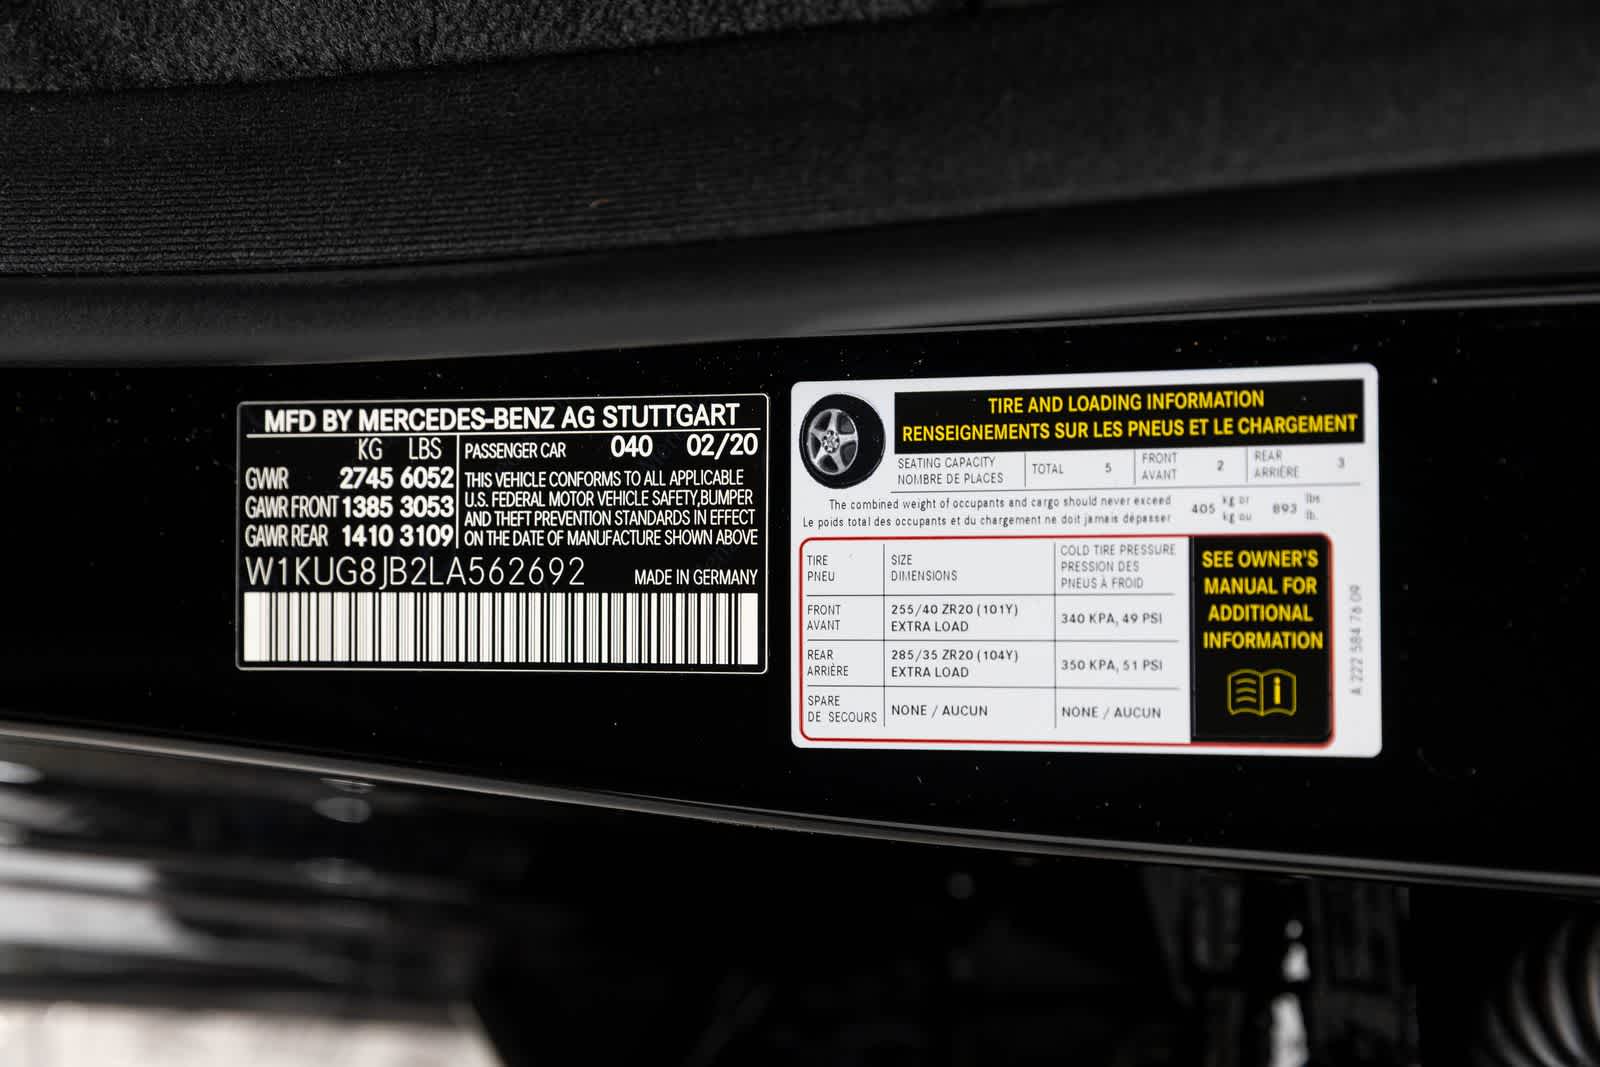 MFD BY MERCEDES-BENZ AG STUTTGART
KG LBS
GVWR 2745 6052
GAWR FRONT 1385 3053
GAWR REAR 1410 3109
PASSENGER CAR 040 02/20
THIS VEHICLE CONFORMS TO ALL APPLICABLE
U.S. FEDERAL MOTOR VEHICLE SAFETY, BUMPER
AND THEFT PREVENTION STANDARDS IN EFFECT
ON THE DATE OF MANUFACTURE SHOWN ABOVE
W1KUG8JB2LA562692 MADE IN GERMANY
TIRE AND LOADING INFORMATION
RENSEIGNEMENTS SUR LES PNEUS ET LE CHARGEMENT
SEATING CAPACITY
NOMBRE DE PLACES
TOTAL 5
FRONT
AVANT
2
REAR
ARRIÈRE
3
The combined weight of occupants and cargo should never exceed
Le poids total des occupants et du chargement ne doit jamais dépasser
405
kg or
kg ou
893
lbs.
lb.
TIRE
PNEU
SIZE
DIMENSIONS
COLD TIRE PRESSURE
PRESSION DES
PNEUS À FROID
FRONT
AVANT
255/40 ZR20 (101Y)
EXTRA LOAD
340 KPA, 49 PSI
REAR
ARRIÈRE
285/35 ZR20 (104Y)
EXTRA LOAD
350 KPA, 51 PSI
SPARE
DE SECOURS
NONE / AUCUN
NONE / AUCUN
SEE OWNER'S
MANUAL FOR
ADDITIONAL
INFORMATION
i
A 222 584 76 09